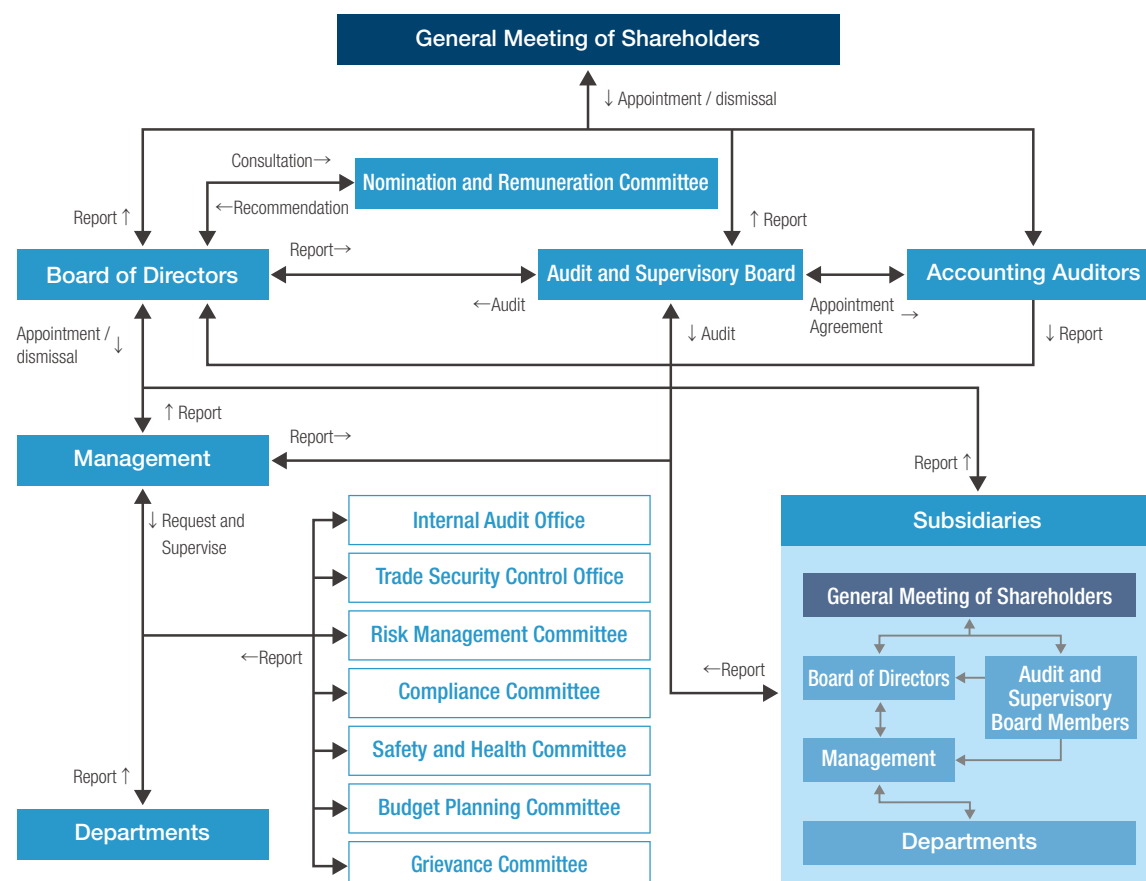 General Meeting of Shareholders
↓ Appointment / dismissal
Consultation→
Nomination and Remuneration Committee
←Recommendation
Report ↑
↑ Report
Board of Directors
Report→
Audit and Supervisory Board
Accounting Auditors
←Audit
Appointment
Agreement →
Appointment /
dismissal ↓
↓ Audit
↓ Report
↑ Report
Management
Report→
Report ↑
↓ Request and
Supervise
Internal Audit Office
Trade Security Control Office
Risk Management Committee
←Report
Compliance Committee
Safety and Health Committee
Budget Planning Committee
Grievance Committee
Report ↑
Departments
←Report
Subsidiaries
General Meeting of Shareholders
Board of Directors
Audit and
Supervisory
Board Members
Management
Departments